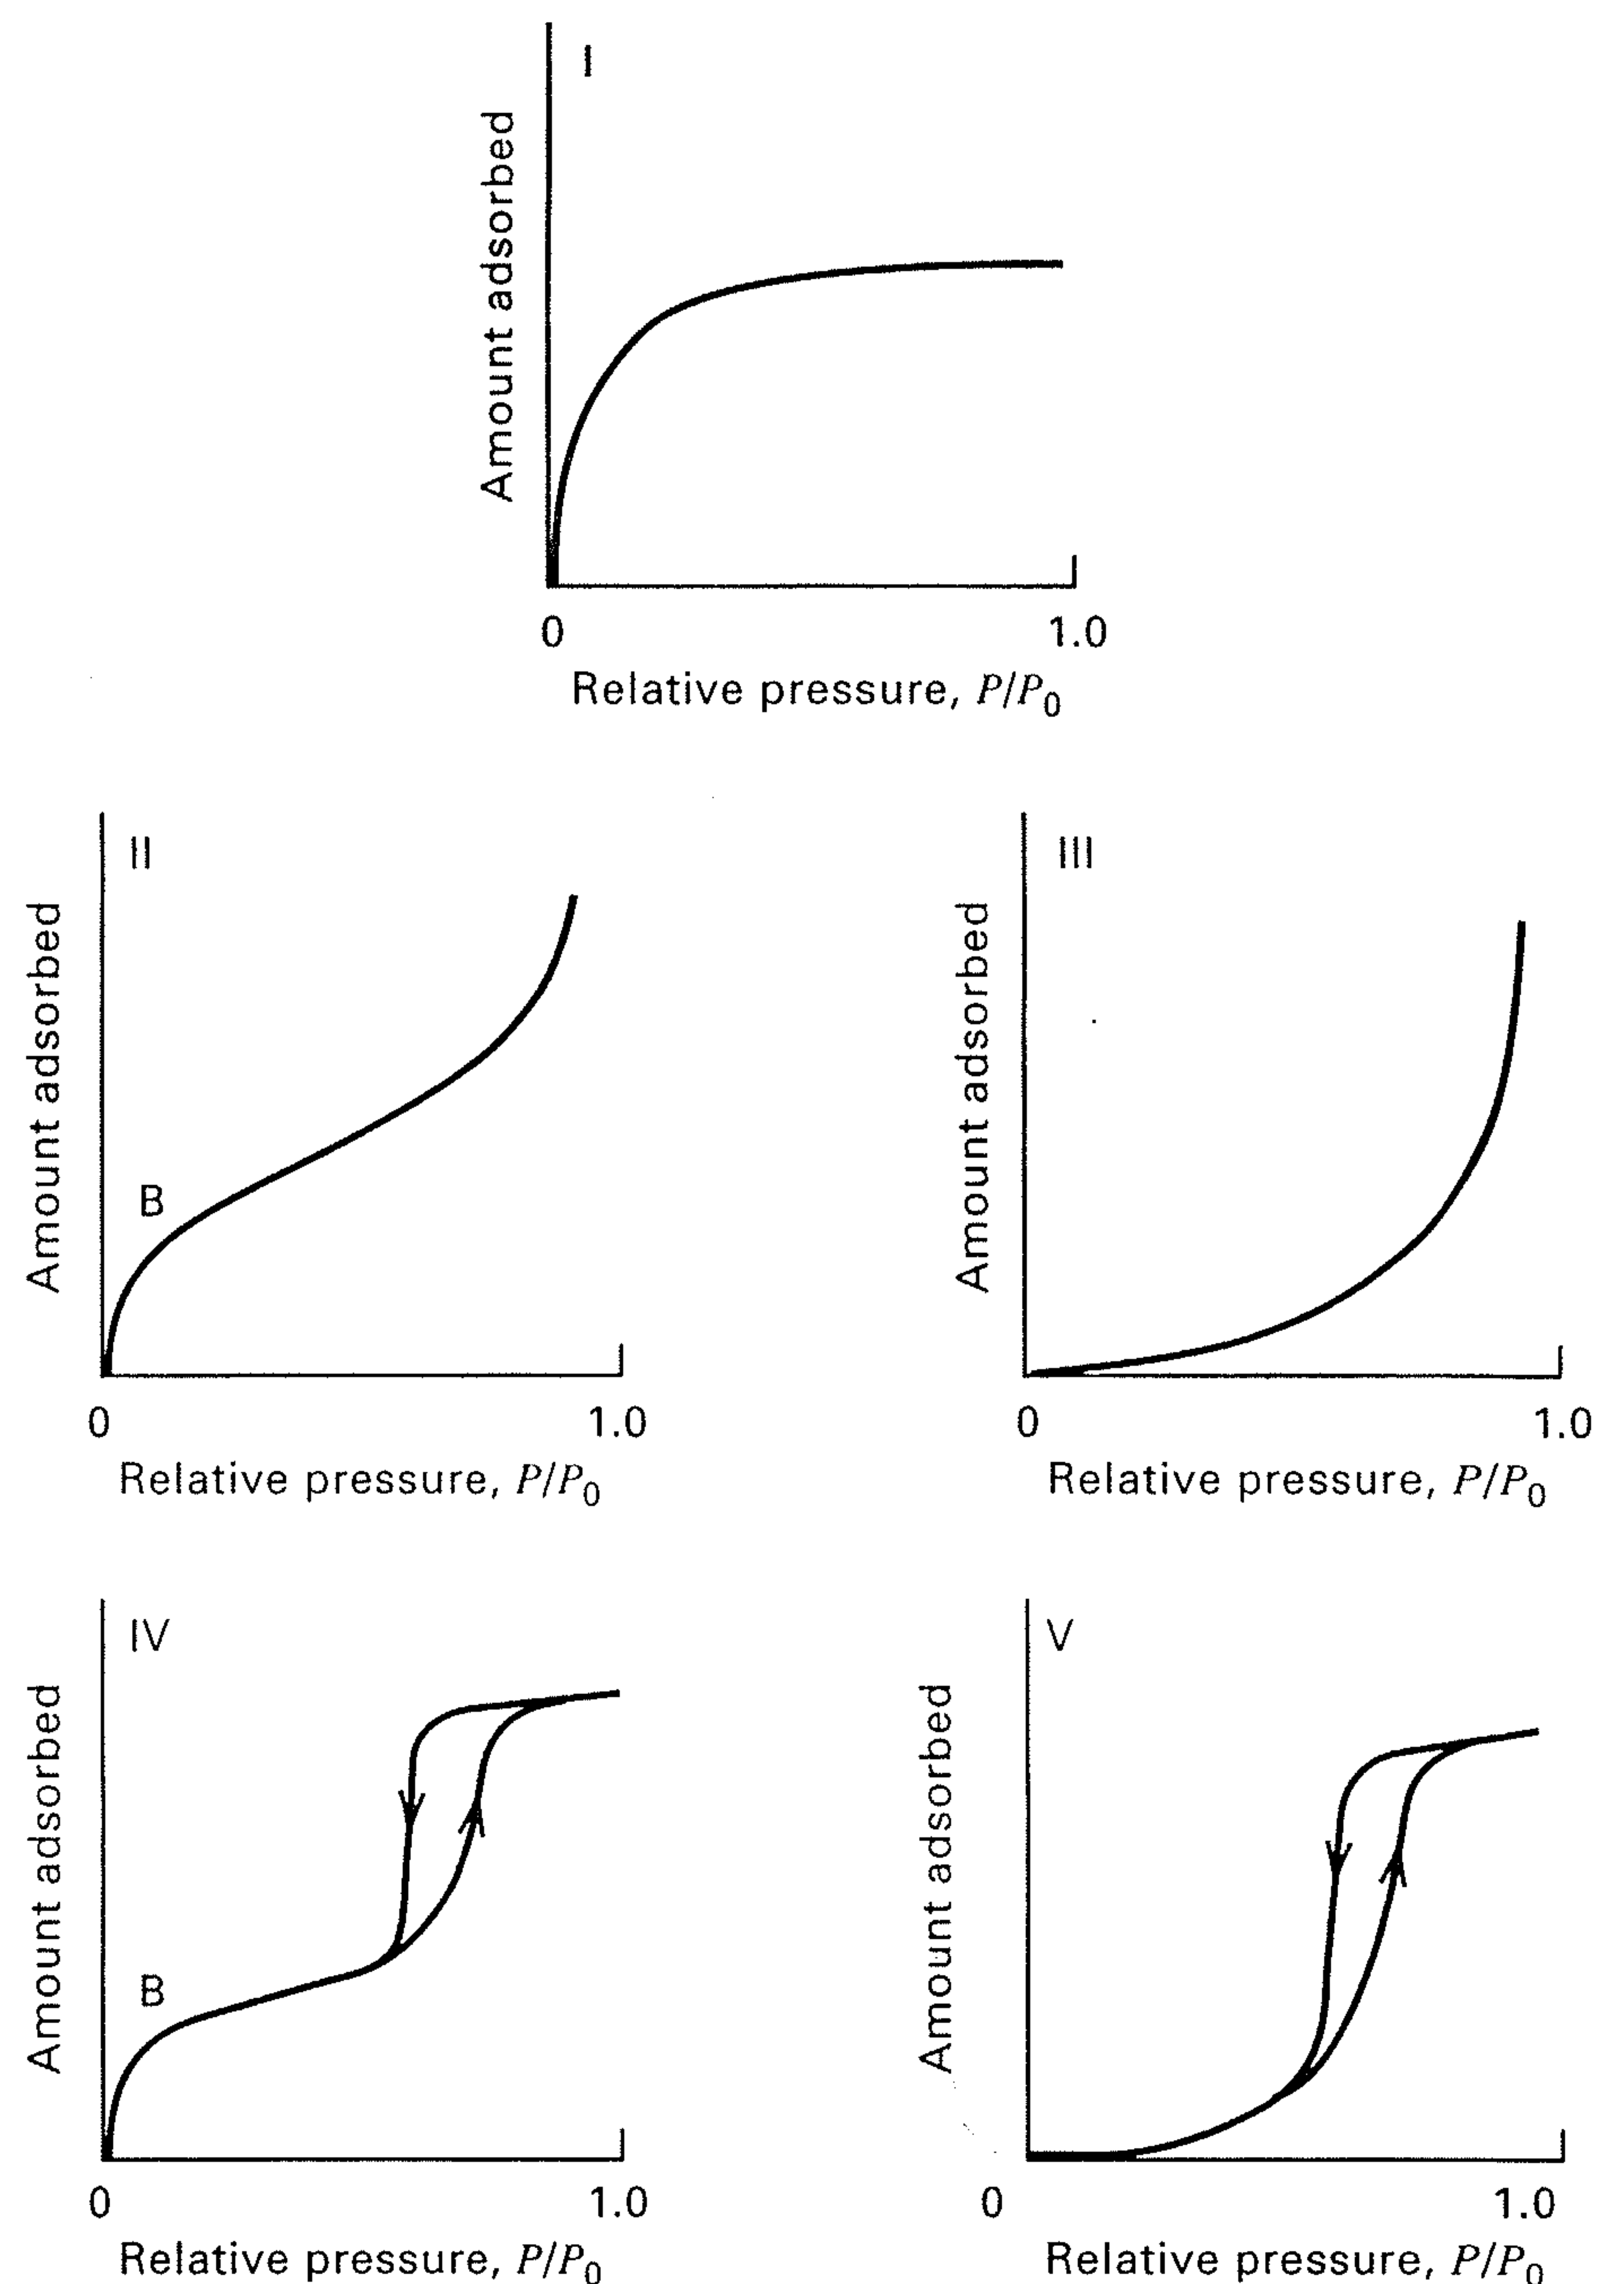 I
Amount adsorbed
0 1.0
Relative pressure, P/P0
II
Amount adsorbed
B
0 1.0
Relative pressure, P/P0
III
Amount adsorbed
0 1.0
Relative pressure, P/P0
IV
Amount adsorbed
B
0 1.0
Relative pressure, P/P0
V
Amount adsorbed
0 1.0
Relative pressure, P/P0